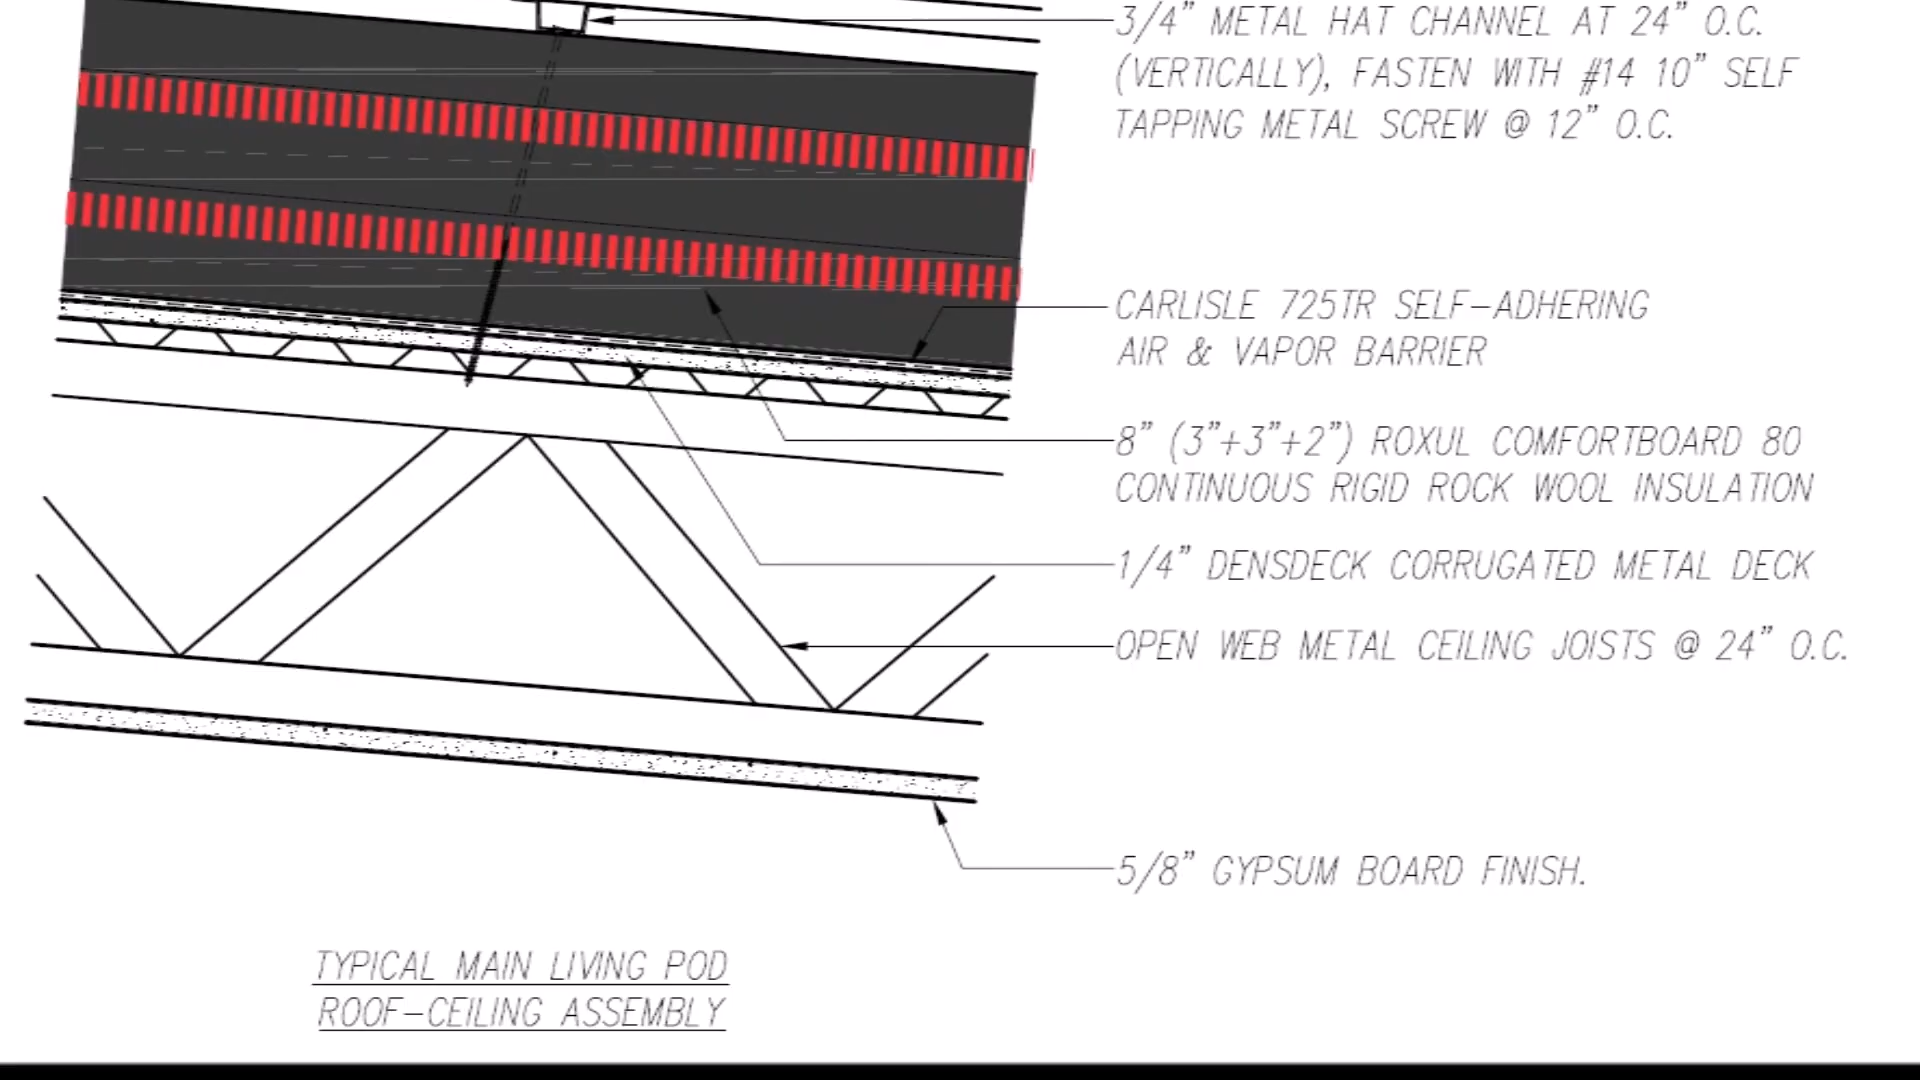 3/4" METAL HAT CHANNEL AT 24" O.C.
(VERTICALLY), FASTEN WITH #14 10" SELF
TAPPING METAL SCREW @ 12" O.C.
CARLISLE 725TR SELF-ADHERING
AIR & VAPOR BARRIER
8" (3"+3"+2") ROXUL COMFORTBOARD 80
CONTINUOUS RIGID ROCK WOOL INSULATION
1/4" DENSDECK CORRUGATED METAL DECK
OPEN WEB METAL CEILING JOISTS @ 24" O.C.
5/8" GYPSUM BOARD FINISH.
TYPICAL MAIN LIVING POD
ROOF-CEILING ASSEMBLY